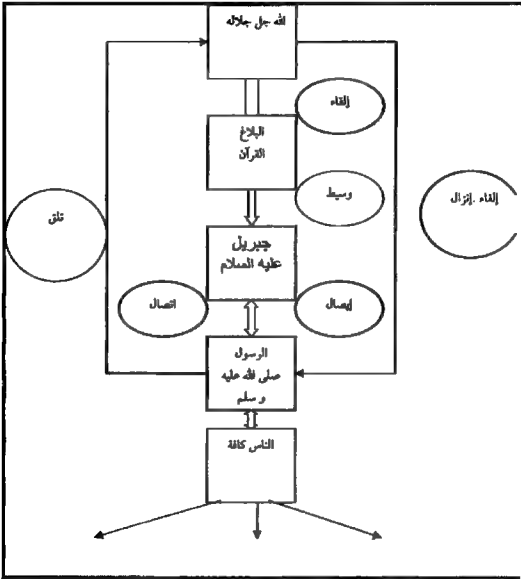 الله جل جلاله
إلقاء
البلاغ
القرآن
وسيط
إلقاء .إنزال
تلق
جبريل
عليه السلام
اتصال
إيصال
الرسول
صلى الله عليه
و سلم
الناس كافة